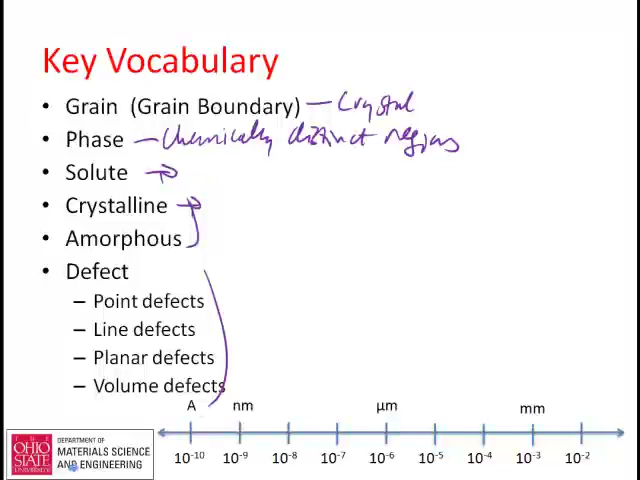 Key Vocabulary
• Grain (Grain Boundary) — Crystal
• Phase — Chemically distinct regions
• Solute
• Crystalline
• Amorphous
• Defect
– Point defects
– Line defects
– Planar defects
– Volume defects
A nm μm mm
10-10 10-9 10-8 10-7 10-6 10-5 10-4 10-3 10-2
THE
OHIO
STATE
UNIVERSITY
DEPARTMENT OF
MATERIALS SCIENCE
AND ENGINEERING